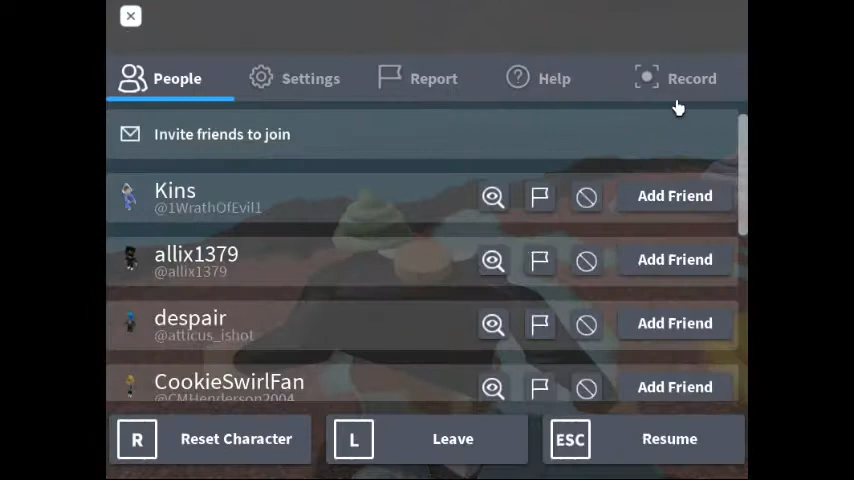 People
Settings
Report
Help
Record
Invite friends to join
Kins
@1WrathOfEvil1
Add Friend
allix1379
@allix1379
Add Friend
despair
@atticus_ishot
Add Friend
CookieSwirlFan
@CMHenderson2004
Add Friend
R Reset Character
L Leave
ESC Resume